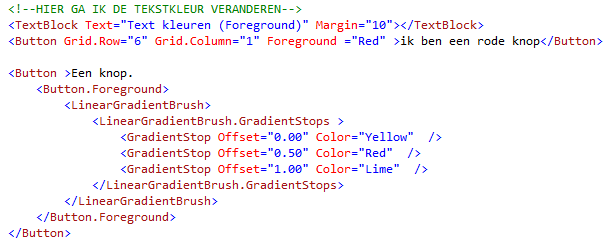 <!--HIER GA IK DE TEKSTKLEUR VERANDEREN-->
<TextBlock Text="Text kleuren (Foreground)" Margin="10"></TextBlock>
<Button Grid.Row="6" Grid.Column="1" Foreground ="Red" >ik ben een rode knop</Button>

<Button >Een knop.
    <Button.Foreground>
        <LinearGradientBrush>
            <LinearGradientBrush.GradientStops >
                <GradientStop Offset="0.00" Color="Yellow"  />
                <GradientStop Offset="0.50" Color="Red"  />
                <GradientStop Offset="1.00" Color="Lime"  />
            </LinearGradientBrush.GradientStops>
        </LinearGradientBrush>
    </Button.Foreground>
</Button>